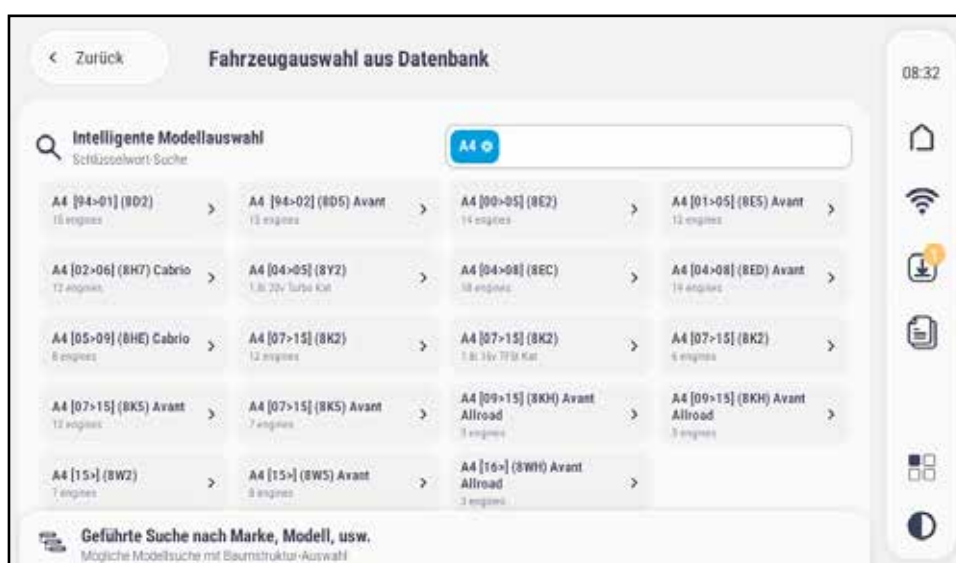 Zurück
Fahrzeugauswahl aus Datenbank
08:32
Intelligente Modellauswahl
Schlüsselwort-Suche
A4
A4 [94>01] (8D2)
15 engines
A4 [94>02] (8D5) Avant
A4 [00>05] (8E2)
14 engines
A4 [01>05] (8E5) Avant
12 engines
1
A4 [02>06] (8H7) Cabrio
12 engines
A4 [04>05] (8Y2)
1.8i 20v Turbo Kat
A4 [04>08] (8EC)
18 engines
A4 [04>08] (8ED) Avant
19 engines
A4 [05>09] (8HE) Cabrio
8 engines
A4 [07>15] (8K2)
12 engines
A4 [07>15] (8K2)
1.8i 16v TFSI Kat
A4 [07>15] (8K2)
6 engines
A4 [07>15] (8K5) Avant
12 engines
A4 [07>15] (8K5) Avant
7 engines
A4 [09>15] (8KH) Avant
Allroad
3 engines
A4 [09>15] (8KH) Avant
Allroad
3 engines
A4 [15>] (8W2)
7 engines
A4 [15>] (8W5) Avant
8 engines
A4 [16>] (8WH) Avant
Allroad
3 engines
Geführte Suche nach Marke, Modell, usw.
Mögliche Modellsuche mit Baumstruktur-Auswahl